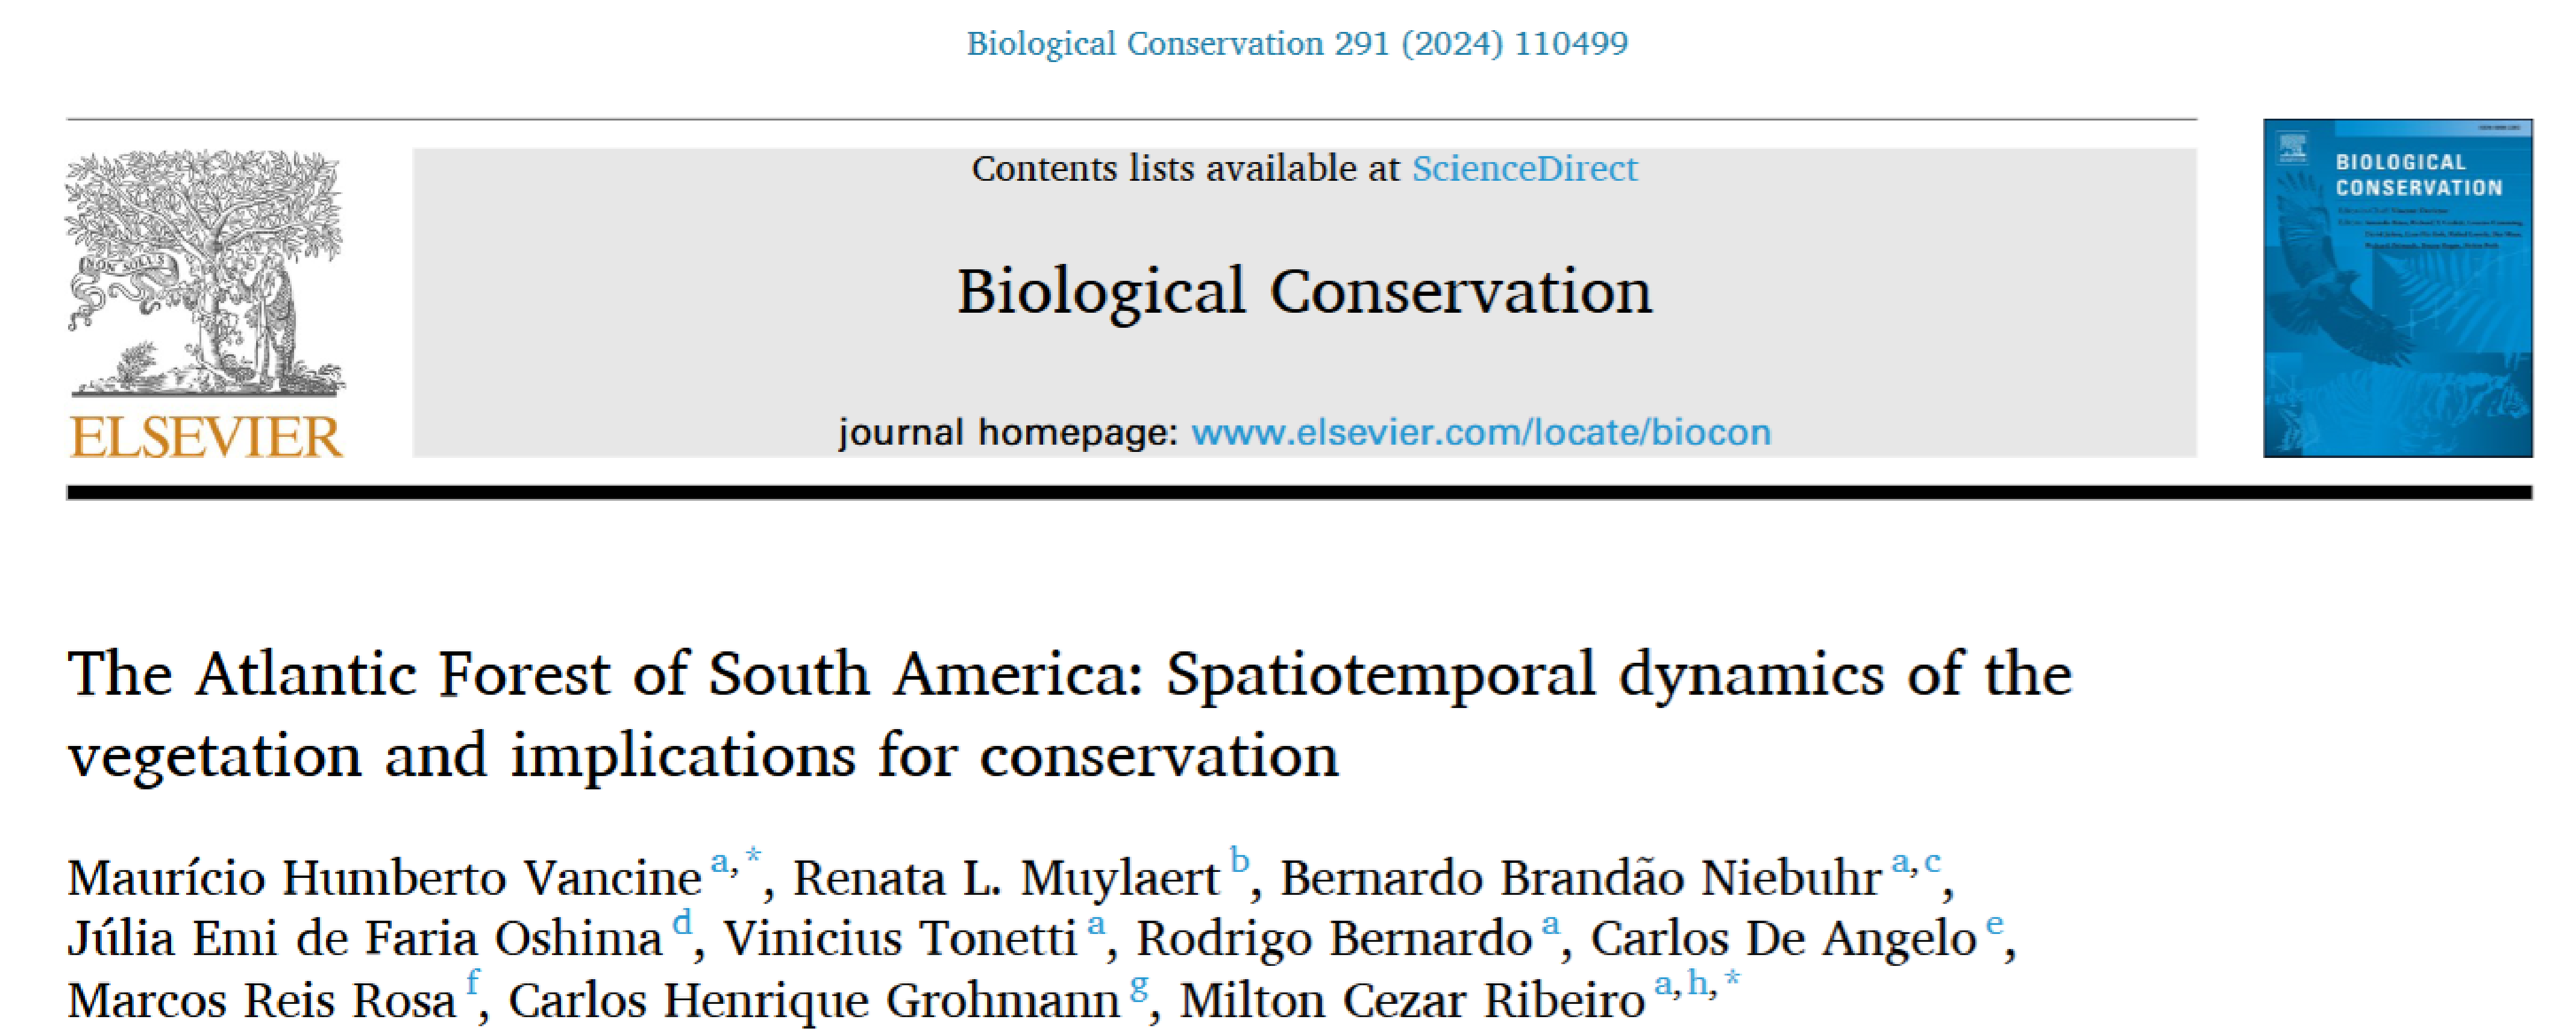 Biological Conservation 291 (2024) 110499
Contents lists available at ScienceDirect
Biological Conservation
journal homepage: www.elsevier.com/locate/biocon
NON SOLUS
ELSEVIER
BIOLOGICAL
CONSERVATION
The Atlantic Forest of South America: Spatiotemporal dynamics of the
vegetation and implications for conservation
Maurício Humberto Vancine a,*, Renata L. Muylaert b, Bernardo Brandão Niebuhr a,c,
Júlia Emi de Faria Oshima d, Vinicius Tonetti a, Rodrigo Bernardo a, Carlos De Angelo e,
Marcos Reis Rosa f, Carlos Henrique Grohmann g, Milton Cezar Ribeiro a,h,*